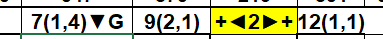 7(1,4)▼G 9(2,1) +◄2►+ 12(1,1)